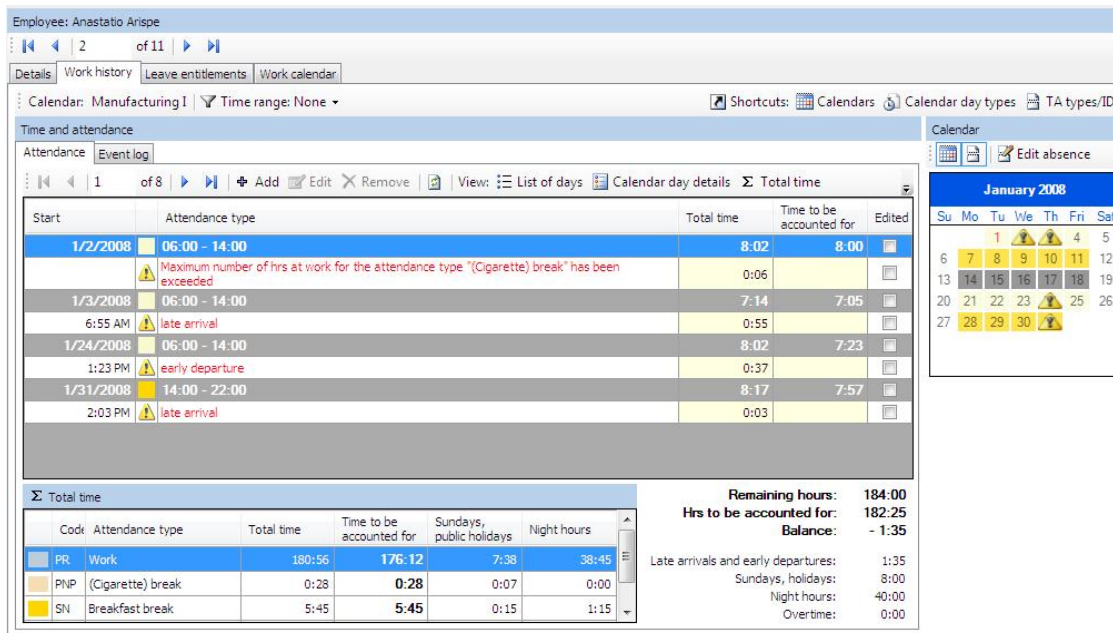 Employee: Anastatio Arispe
2 of 11
Details Work history Leave entitlements Work calendar
Calendar: Manufacturing I Time range: None Shortcuts: Calendars Calendar day types TA types/ID
Time and attendance
Attendance Event log
1 of 8 Add Edit Remove View: List of days Calendar day details Σ Total time
Start Attendance type Total time Time to be accounted for Edited
1/2/2008 06:00 - 14:00 8:02 8:00
Maximum number of hrs at work for the attendance type "(Cigarette) break" has been
exceeded 0:06
1/3/2008 06:00 - 14:00 7:14 7:05
6:55 AM late arrival 0:55
1/24/2008 06:00 - 14:00 8:02 7:23
1:23 PM early departure 0:37
1/31/2008 14:00 - 22:00 8:17 7:57
2:03 PM late arrival 0:03
Σ Total time
Code Attendance type Total time Time to be accounted for Sundays, public holidays Night hours
PR Work 180:56 176:12 7:38 38:45
PNP (Cigarette) break 0:28 0:28 0:07 0:00
SN Breakfast break 5:45 5:45 0:15 1:15
Remaining hours: 184:00
Hrs to be accounted for: 182:25
Balance: - 1:35
Late arrivals and early departures: 1:35
Sundays, holidays: 8:00
Night hours: 40:00
Overtime: 0:00
Calendar
Edit absence
January 2008
Su Mo Tu We Th Fri Sat
1 4 5
6 7 8 9 10 11 12
13 14 15 16 17 18 19
20 21 22 23 25 26
27 28 29 30